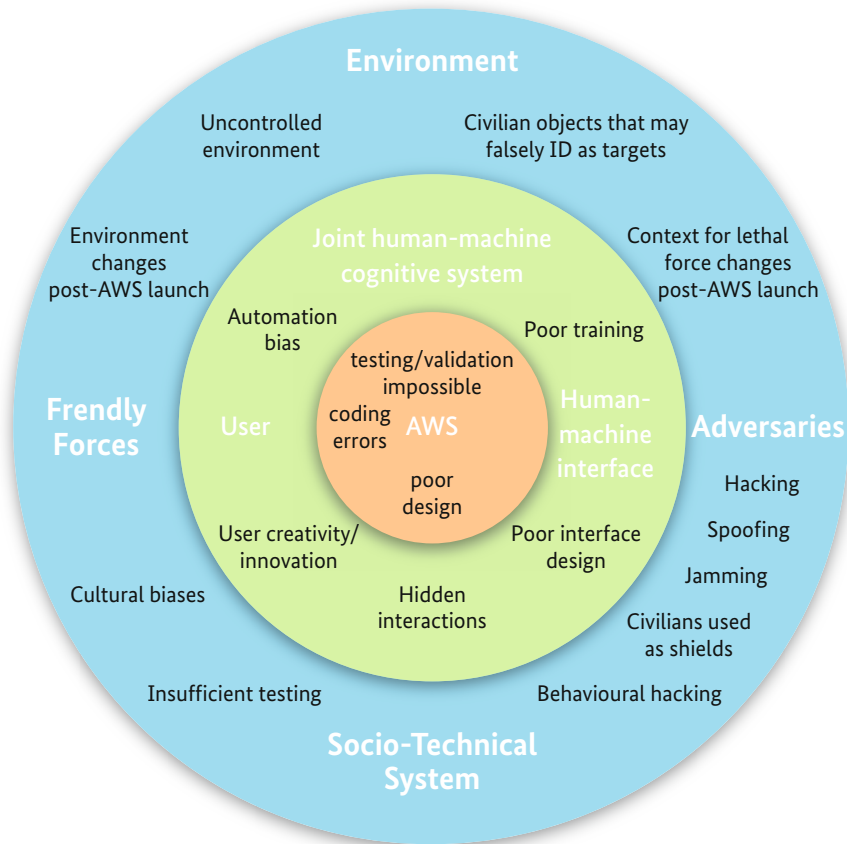 Environment
Uncontrolled
environment
Civilian objects that may
falsely ID as targets
Environment
changes
post-AWS launch
Joint human-machine
cognitive system
Context for lethal
force changes
post-AWS launch
Automation
bias
Poor training
testing/validation
impossible
coding
errors
AWS
poor
design
Frendly
Forces
User
Human-
machine
interface
Adversaries
Hacking
Spoofing
Jamming
Civilians used
as shields
Behavioural hacking
User creativity/
innovation
Poor interface
design
Hidden
interactions
Cultural biases
Insufficient testing
Socio-Technical
System